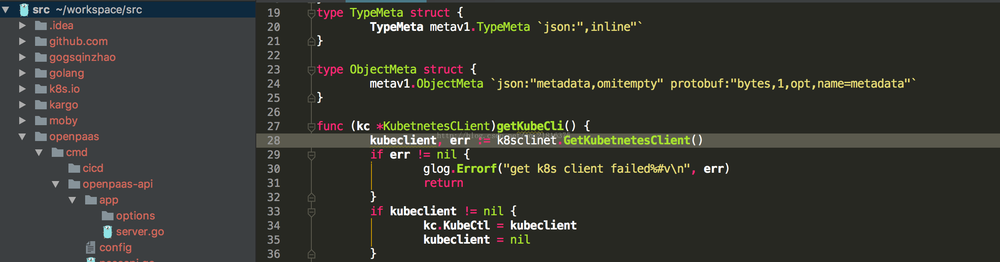 src ~/workspace/src
.idea
github.com
gogsqinzhao
golang
k8s.io
kargo
moby
openpaas
cmd
cicd
openpaas-api
app
options
server.go
config
19 type TypeMeta struct {
20 TypeMeta metav1.TypeMeta `json:",inline"`
21 }
22
23 type ObjectMeta struct {
24 metav1.ObjectMeta `json:"metadata,omitempty" protobuf:"bytes,1,opt,name=metadata"`
25 }
26
27 func (kc *KubetnetesCLient)getKubeCli() {
28 kubeclient, err := k8sclinet.GetKubetnetesClient()
29 if err != nil {
30 glog.Errorf("get k8s client failed%#v\n", err)
31 return
32 }
33 if kubeclient != nil {
34 kc.KubeCtl = kubeclient
35 kubeclient = nil
36 }